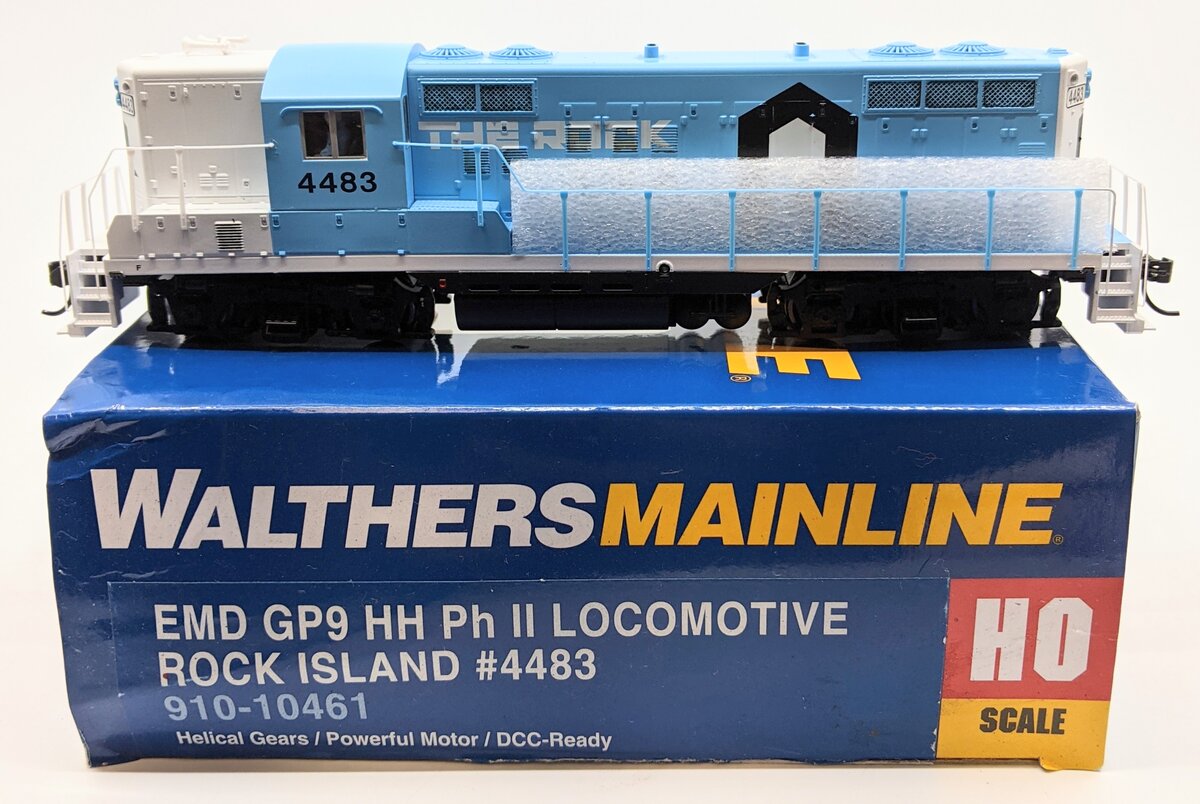 4483
4483
THE ROCK
4483
F
E®
WALTHERSMAINLINE®
EMD GP9 HH Ph II LOCOMOTIVE
ROCK ISLAND #4483
910-10461
Helical Gears / Powerful Motor / DCC-Ready
HO
SCALE